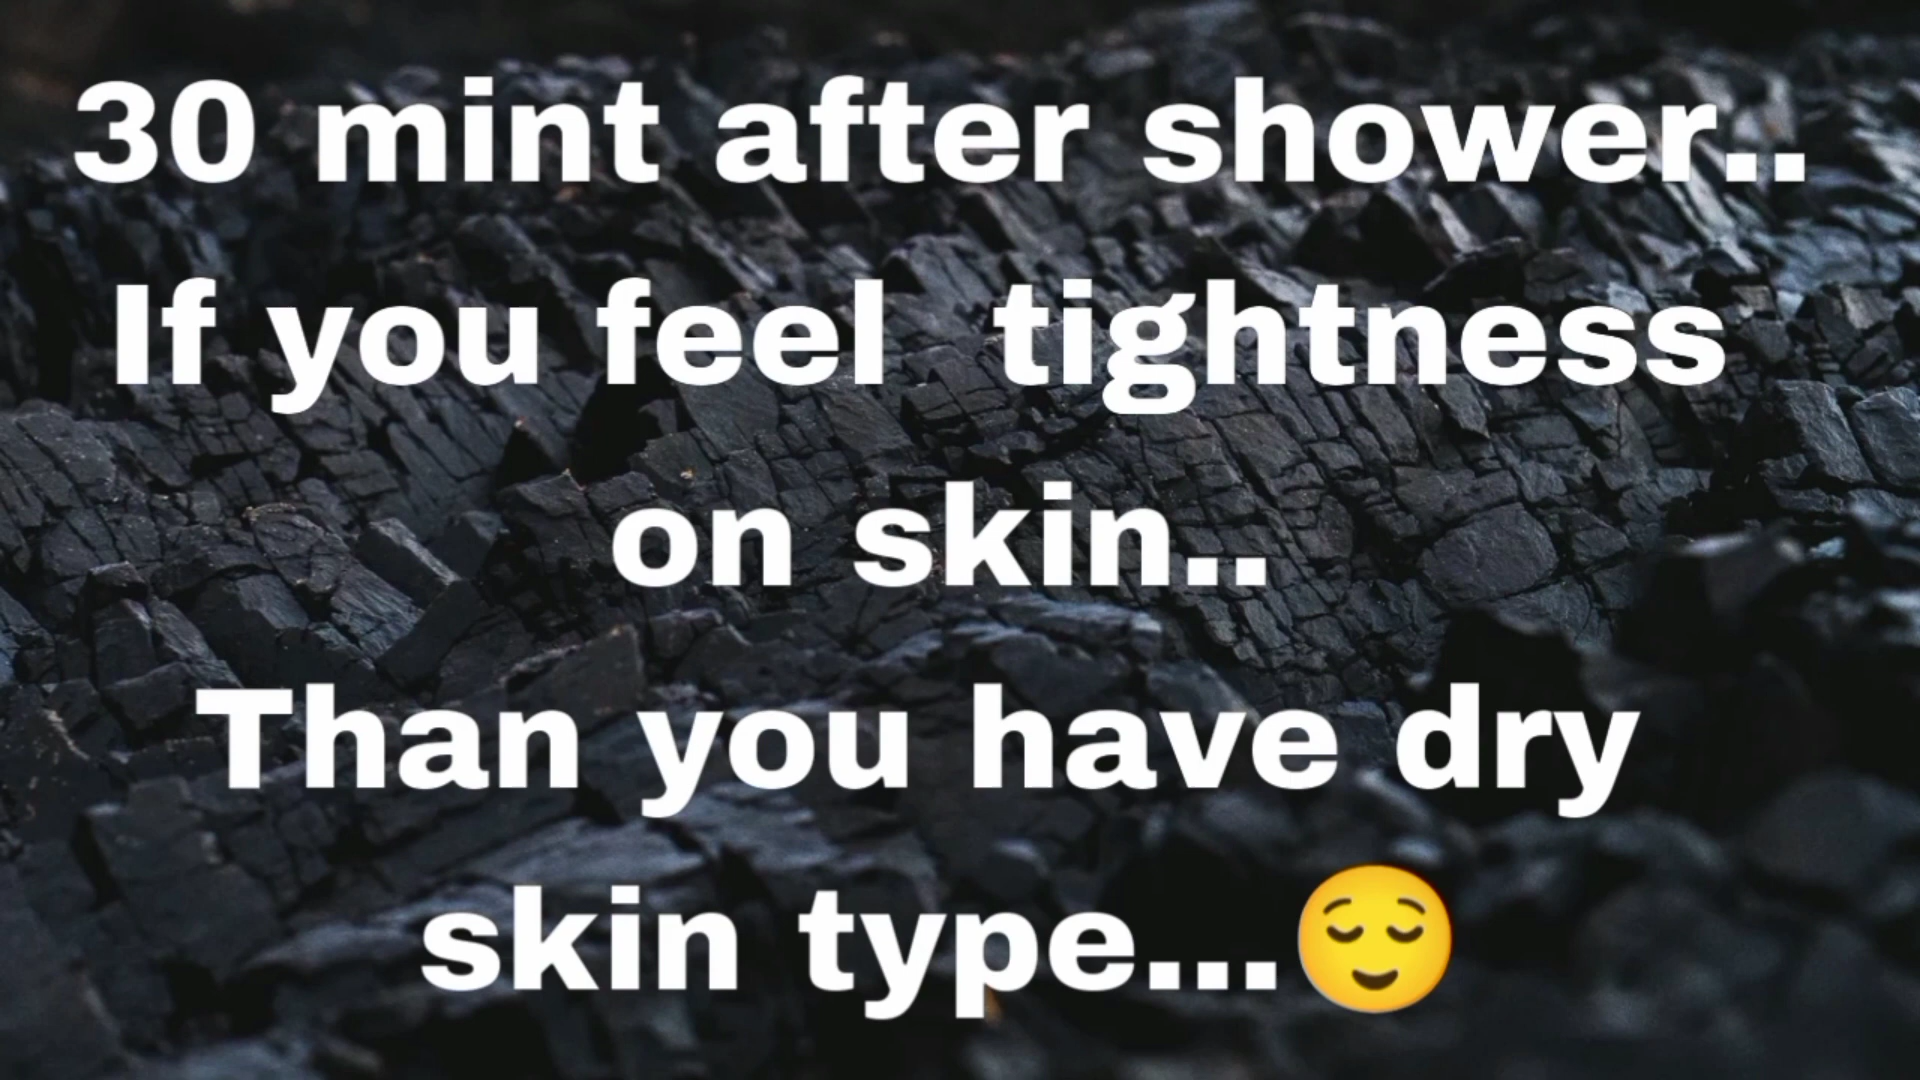 30 mint after shower..
If you feel  tightness
on skin..
Than you have dry
skin type...😌